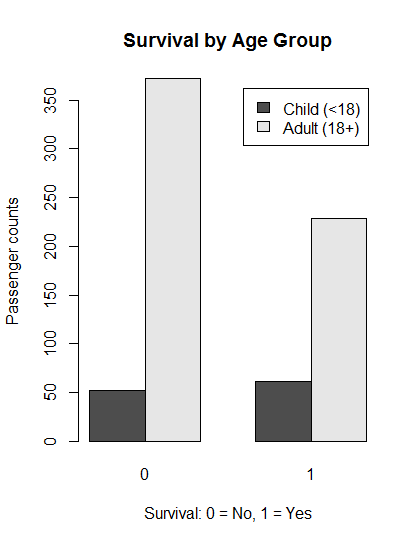 Survival by Age Group
Child (<18)
Adult (18+)
Passenger counts
350
300
250
200
150
100
50
0
0 1
Survival: 0 = No, 1 = Yes